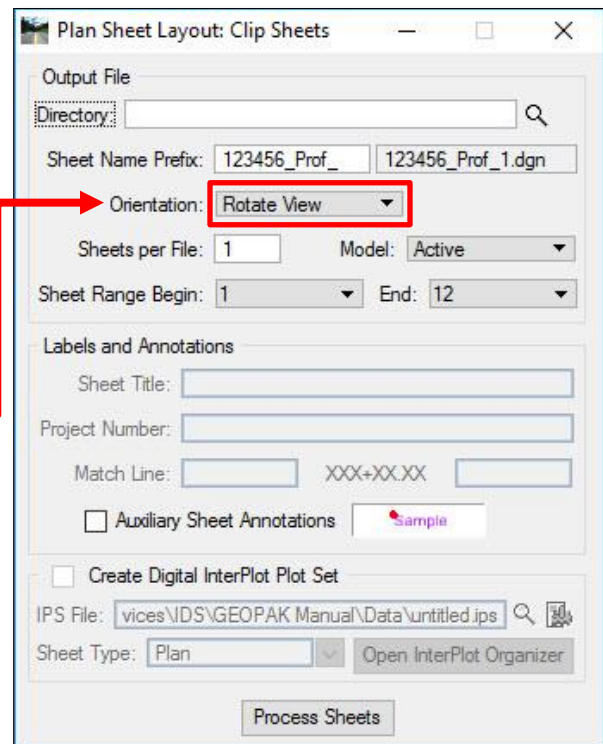 Plan Sheet Layout: Clip Sheets
Output File
Directory:
Sheet Name Prefix: 123456_Prof_ 123456_Prof_1.dgn
Orientation: Rotate View
Sheets per File: 1 Model: Active
Sheet Range Begin: 1 End: 12
Labels and Annotations
Sheet Title:
Project Number:
Match Line: XXX+XX.XX
Auxiliary Sheet Annotations Sample
Create Digital InterPlot Plot Set
IPS File: vices\IDS\GEOPAK Manual\Data\untitled.ips
Sheet Type: Plan Open InterPlot Organizer
Process Sheets